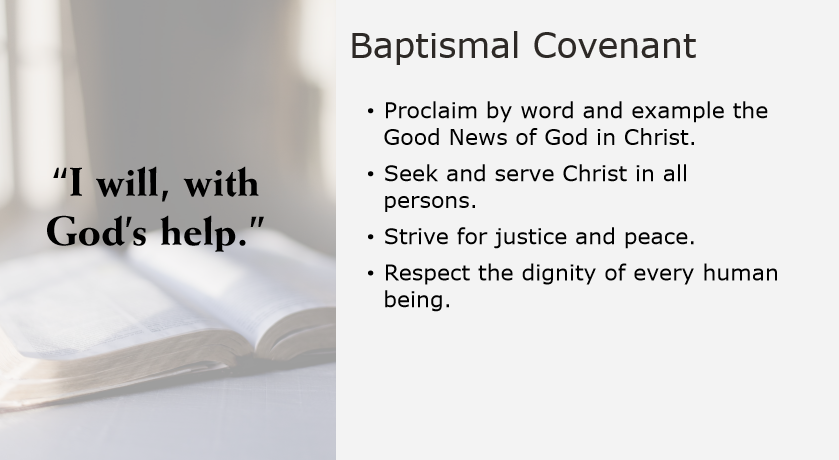 “I will, with
God's help.”
Baptismal Covenant
• Proclaim by word and example the
Good News of God in Christ.
• Seek and serve Christ in all
persons.
• Strive for justice and peace.
• Respect the dignity of every human
being.